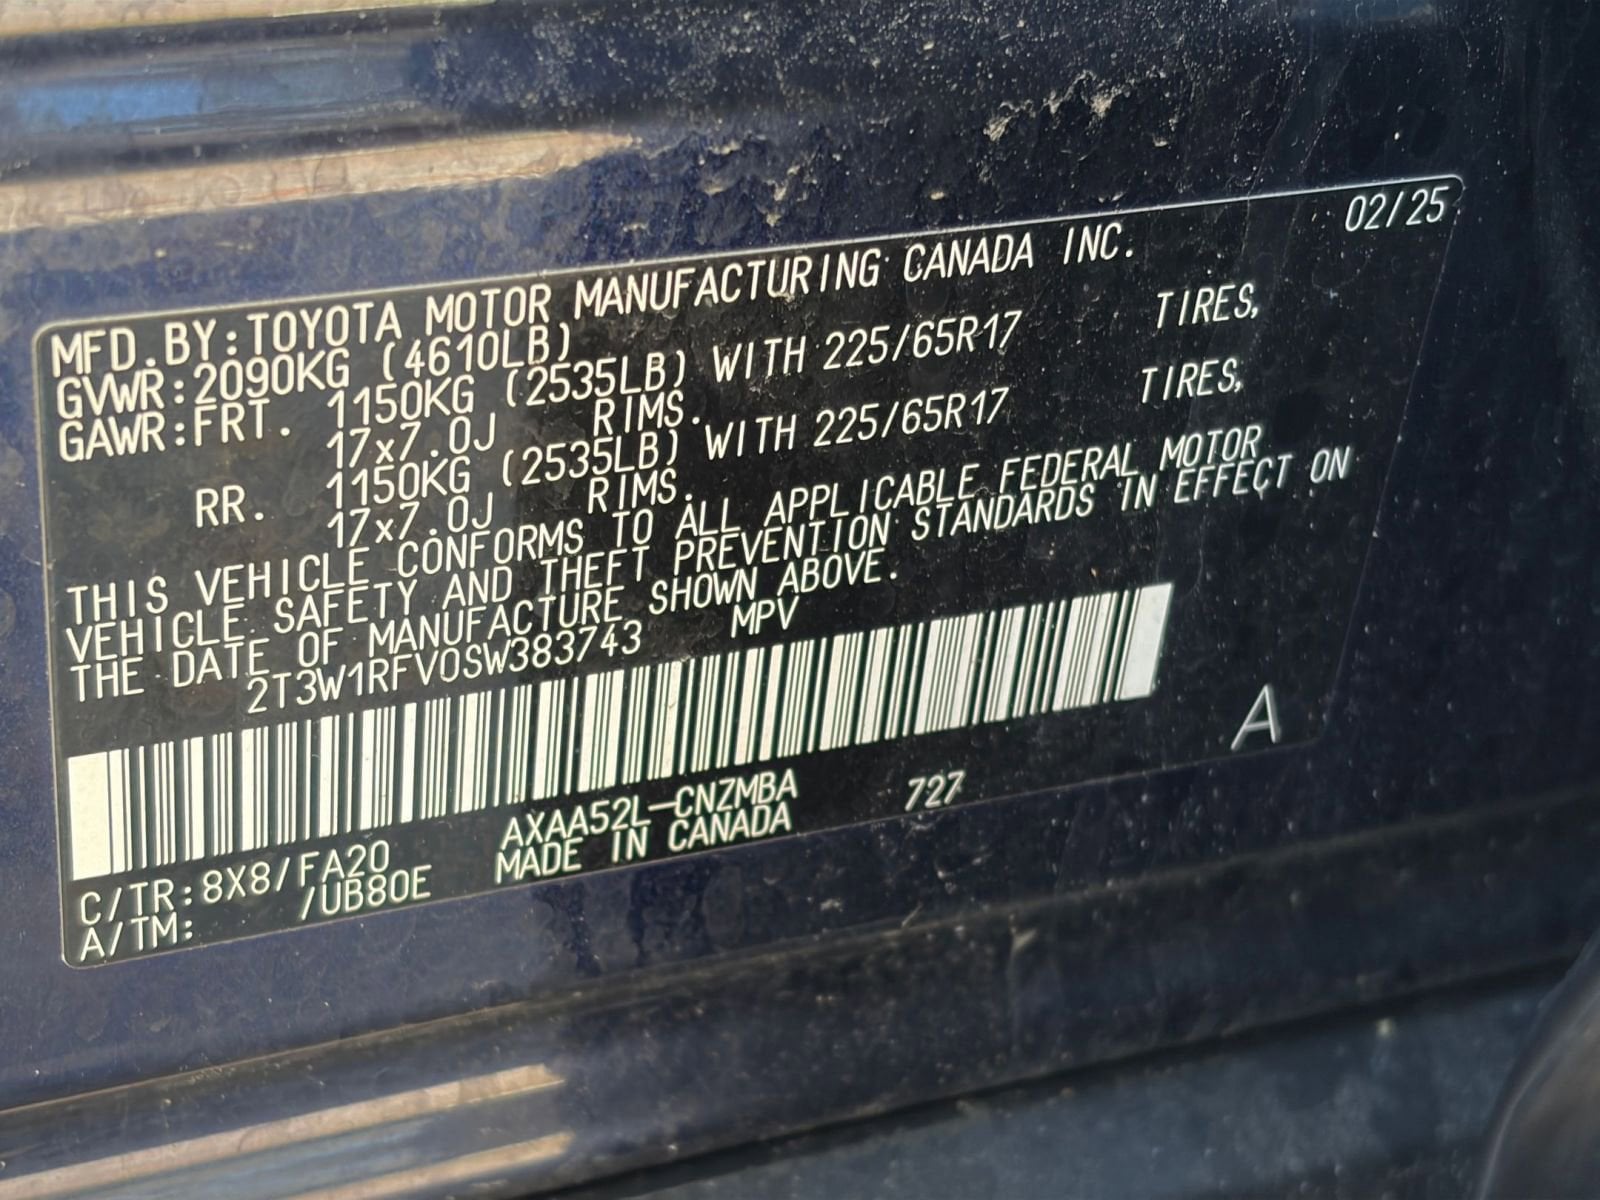 02/25
MFD.BY:TOYOTA MOTOR MANUFACTURING CANADA INC.
GVWR:2090KG (4610LB)
GAWR:FRT. 1150KG (2535LB) WITH 225/65R17 TIRES,
17x7.0J RIMS.
RR. 1150KG (2535LB) WITH 225/65R17 TIRES,
17x7.0J RIMS.
THIS VEHICLE CONFORMS TO ALL APPLICABLE FEDERAL MOTOR
VEHICLE SAFETY AND THEFT PREVENTION STANDARDS IN EFFECT ON
THE DATE OF MANUFACTURE SHOWN ABOVE.
2T3W1RFV0SW383743 MPV
A
C/TR:8X8/FA20 AXAA52L-CNZMBA 727
A/TM: /UB80E MADE IN CANADA